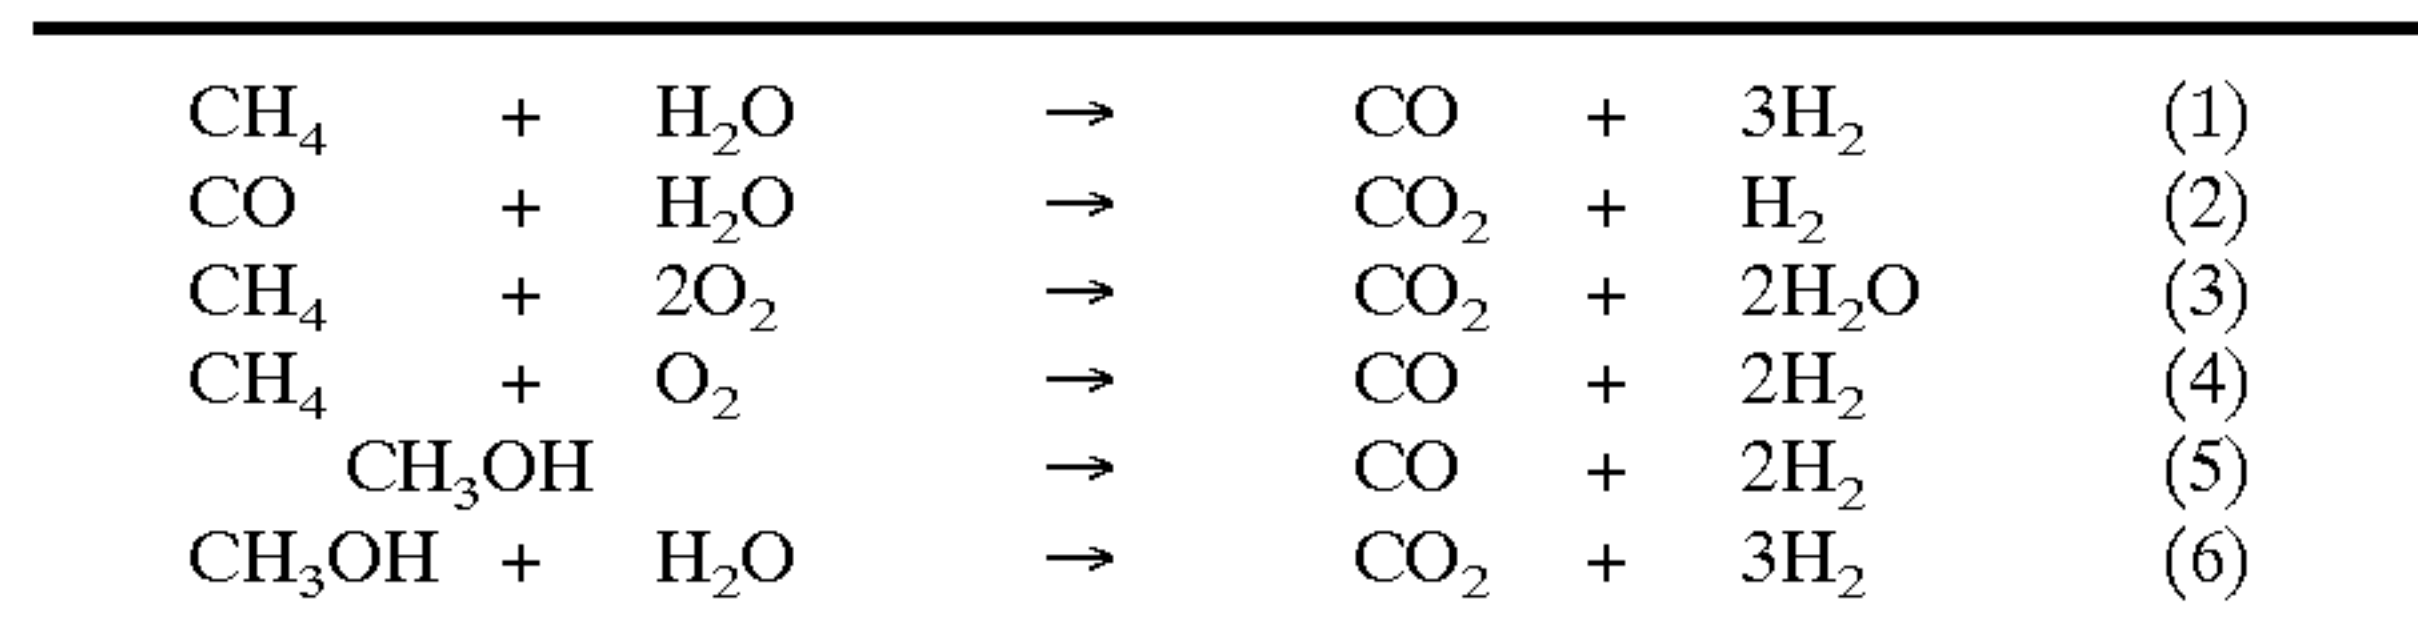 CH₄ + H₂O → CO + 3H₂ (1)
CO + H₂O → CO₂ + H₂ (2)
CH₄ + 2O₂ → CO₂ + 2H₂O (3)
CH₄ + O₂ → CO + 2H₂ (4)
CH₃OH → CO + 2H₂ (5)
CH₃OH + H₂O → CO₂ + 3H₂ (6)